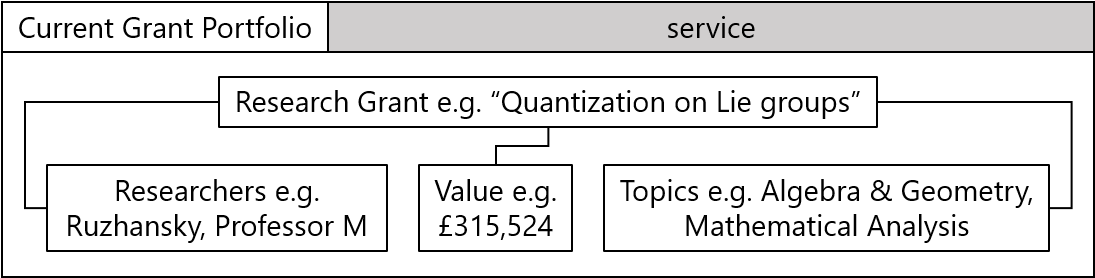 Current Grant Portfolio
service
Research Grant e.g. “Quantization on Lie groups”
Researchers e.g.
Ruzhansky, Professor M
Value e.g.
£315,524
Topics e.g. Algebra & Geometry,
Mathematical Analysis